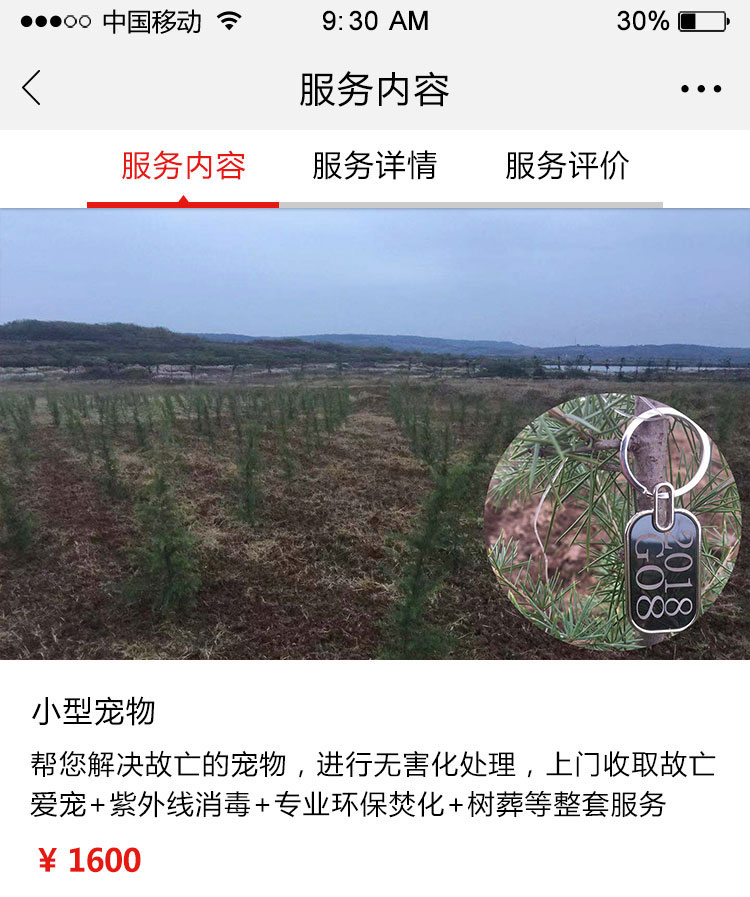 中国移动 9:30 AM 30%
服务内容
服务内容 服务详情 服务评价
2018
G08
小型宠物
帮您解决故亡的宠物，进行无害化处理，上门收取故亡
爱宠+紫外线消毒+专业环保焚化+树葬等整套服务
¥ 1600